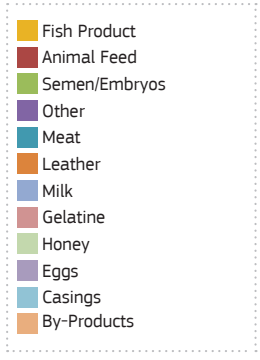 Fish Product
Animal Feed
Semen/Embryos
Other
Meat
Leather
Milk
Gelatine
Honey
Eggs
Casings
By-Products